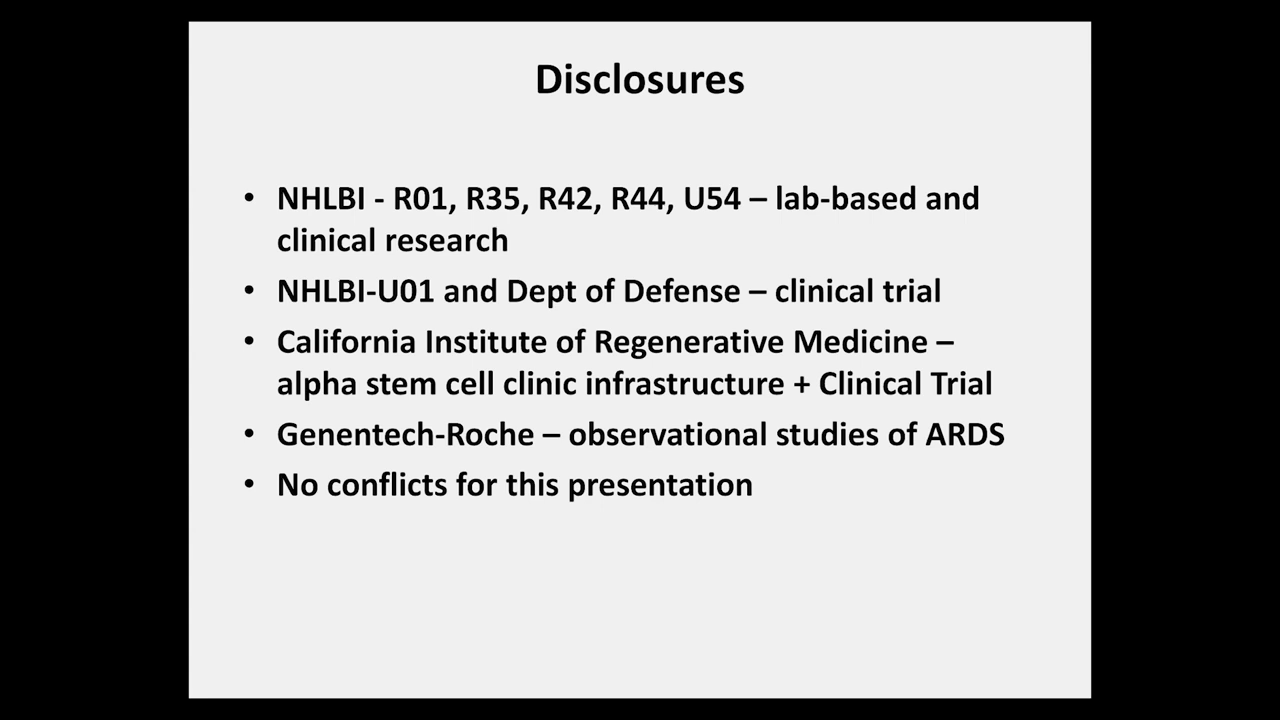 Disclosures
• NHLBI - R01, R35, R42, R44, U54 – lab-based and
clinical research
• NHLBI-U01 and Dept of Defense – clinical trial
• California Institute of Regenerative Medicine –
alpha stem cell clinic infrastructure + Clinical Trial
• Genentech-Roche – observational studies of ARDS
• No conflicts for this presentation